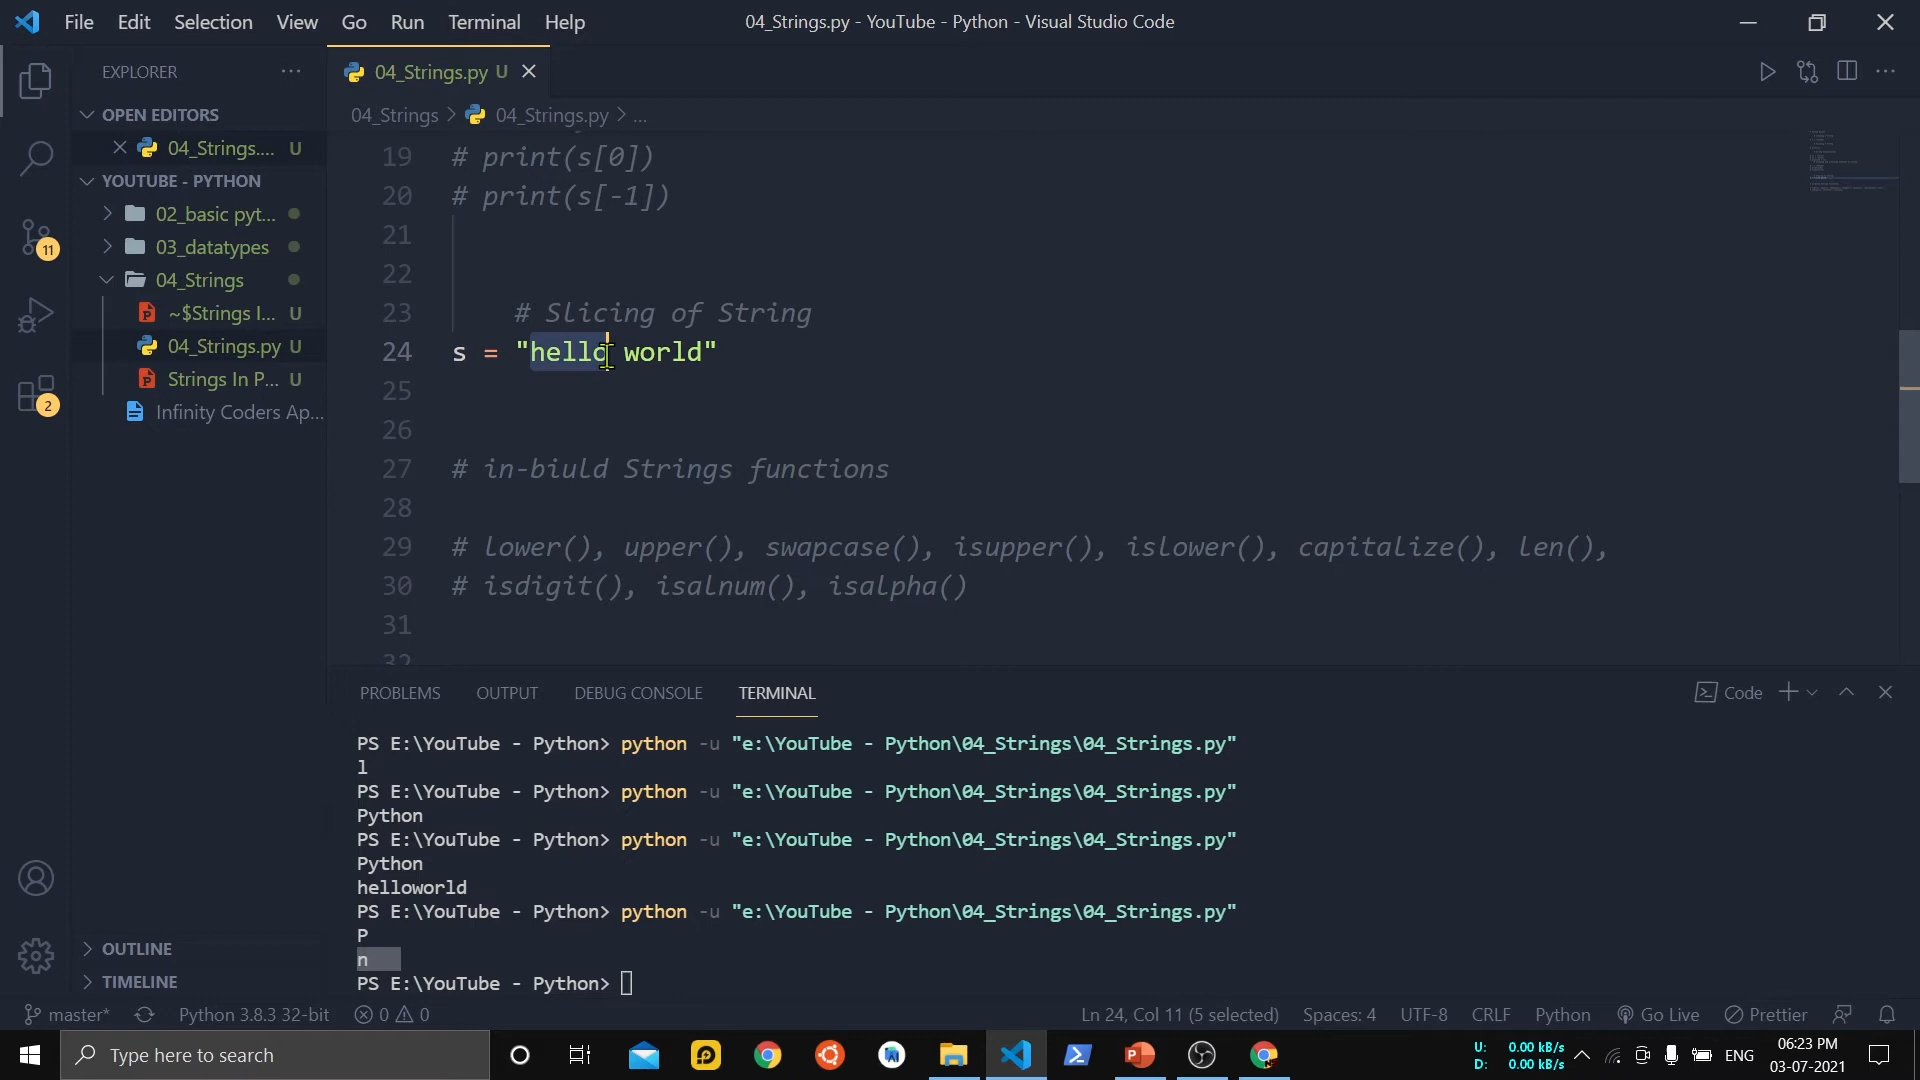 File Edit Selection View Go Run Terminal Help 04_Strings.py - YouTube - Python - Visual Studio Code
EXPLORER
04_Strings.py U
OPEN EDITORS
04_Strings > 04_Strings.py > ...
04_Strings.... U
YOUTUBE - PYTHON
02_basic pyt...
03_datatypes
04_Strings
~$Strings I... U
04_Strings.py U
Strings In P... U
Infinity Coders Ap...
11
2
19 # print(s[0])
20 # print(s[-1])
21
22
23 # Slicing of String
24 s = "hello world"
25
26
27 # in-biuld Strings functions
28
29 # lower(), upper(), swapcase(), isupper(), islower(), capitalize(), len(),
30 # isdigit(), isalnum(), isalpha()
31
32
PROBLEMS OUTPUT DEBUG CONSOLE TERMINAL Code
PS E:\YouTube - Python> python -u "e:\YouTube - Python\04_Strings\04_Strings.py"
l
PS E:\YouTube - Python> python -u "e:\YouTube - Python\04_Strings\04_Strings.py"
Python
PS E:\YouTube - Python> python -u "e:\YouTube - Python\04_Strings\04_Strings.py"
Python
helloworld
PS E:\YouTube - Python> python -u "e:\YouTube - Python\04_Strings\04_Strings.py"
P
n
PS E:\YouTube - Python>
OUTLINE
TIMELINE
master* Python 3.8.3 32-bit 0 0 Ln 24, Col 11 (5 selected) Spaces: 4 UTF-8 CRLF Python Go Live Prettier
Type here to search
U: 0.00 kB/s
D: 0.00 kB/s
ENG
06:23 PM
03-07-2021